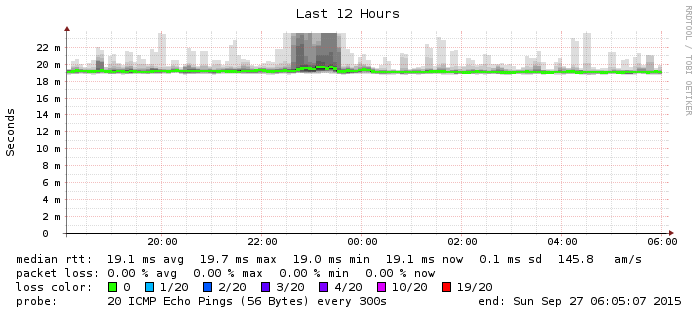 Last 12 Hours
RRDTOOL / TOBI OETIKER
Seconds
22 m
20 m
18 m
16 m
14 m
12 m
10 m
8 m
6 m
4 m
2 m
0
20:00 22:00 00:00 02:00 04:00 06:00
median rtt: 19.1 ms avg 19.7 ms max 19.0 ms min 19.1 ms now 0.1 ms sd 145.8 am/s
packet loss: 0.00 % avg 0.00 % max 0.00 % min 0.00 % now
loss color: 0 1/20 2/20 3/20 4/20 10/20 19/20
probe: 20 ICMP Echo Pings (56 Bytes) every 300s end: Sun Sep 27 06:05:07 2015